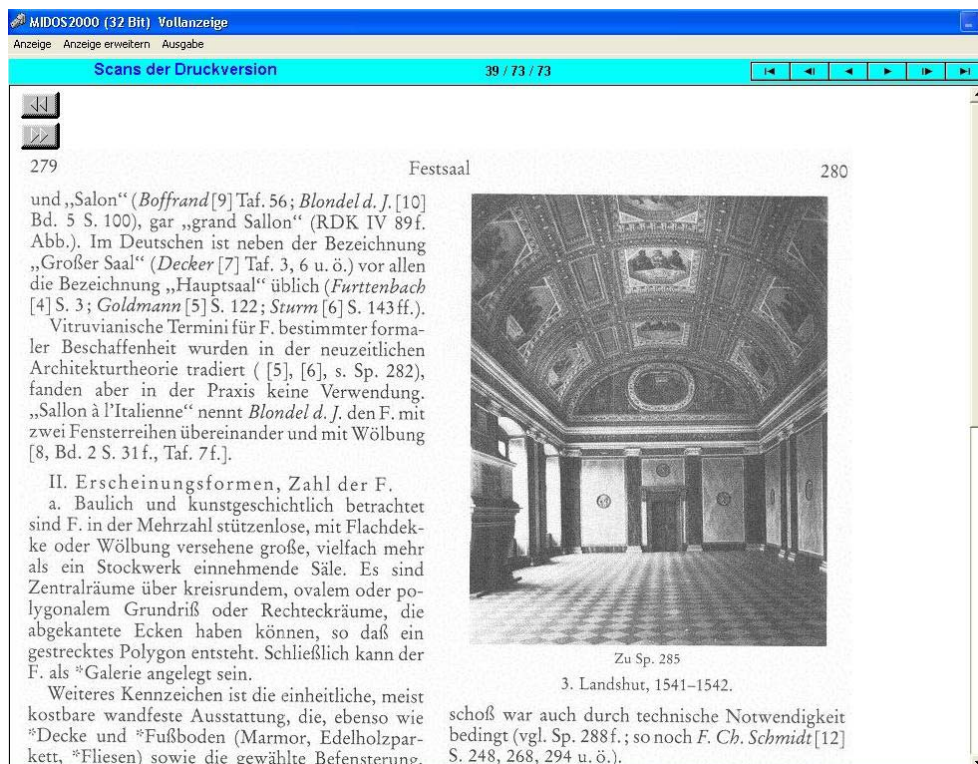 MIDOS2000 (32 Bit) Vollanzeige
Anzeige Anzeige erweitern Ausgabe
Scans der Druckversion 39 / 73 / 73
279 Festsaal 280
und „Salon“ (Boffrand [9] Taf. 56; Blondel d. J. [10]
Bd. 5 S. 100), gar „grand Sallon“ (RDK IV 89f.
Abb.). Im Deutschen ist neben der Bezeichnung
„Großer Saal“ (Decker [7] Taf. 3, 6 u. ö.) vor allen
die Bezeichnung „Hauptsaal“ üblich (Furttenbach
[4] S. 3; Goldmann [5] S. 122; Sturm [6] S. 143ff.).
Vitruvianische Termini für F. bestimmter forma-
ler Beschaffenheit wurden in der neuzeitlichen
Architekturtheorie tradiert ( [5], [6], s. Sp. 282),
fanden aber in der Praxis keine Verwendung.
„Sallon à l’Italienne“ nennt Blondel d. J. den F. mit
zwei Fensterreihen übereinander und mit Wölbung
[8, Bd. 2 S. 31f., Taf. 7f.].
II. Erscheinungsformen, Zahl der F.
a. Baulich und kunstgeschichtlich betrachtet
sind F. in der Mehrzahl stützenlose, mit Flachdek-
ke oder Wölbung versehene große, vielfach mehr
als ein Stockwerk einnehmende Säle. Es sind
Zentralräume über kreisrundem, ovalem oder po-
lygonalem Grundriß oder Rechteckräume, die
abgekantete Ecken haben können, so daß ein
gestrecktes Polygon entsteht. Schließlich kann der
F. als *Galerie angelegt sein.
Weiteres Kennzeichen ist die einheitliche, meist
kostbare wandfeste Ausstattung, die, ebenso wie
*Decke und *Fußboden (Marmor, Edelholzpar-
kett, *Fliesen) sowie die gewählte Befensterung,
Zu Sp. 285
3. Landshut, 1541–1542.
schoß war auch durch technische Notwendigkeit
bedingt (vgl. Sp. 288f.; so noch F. Ch. Schmidt [12]
S. 248, 268, 294 u. ö.).